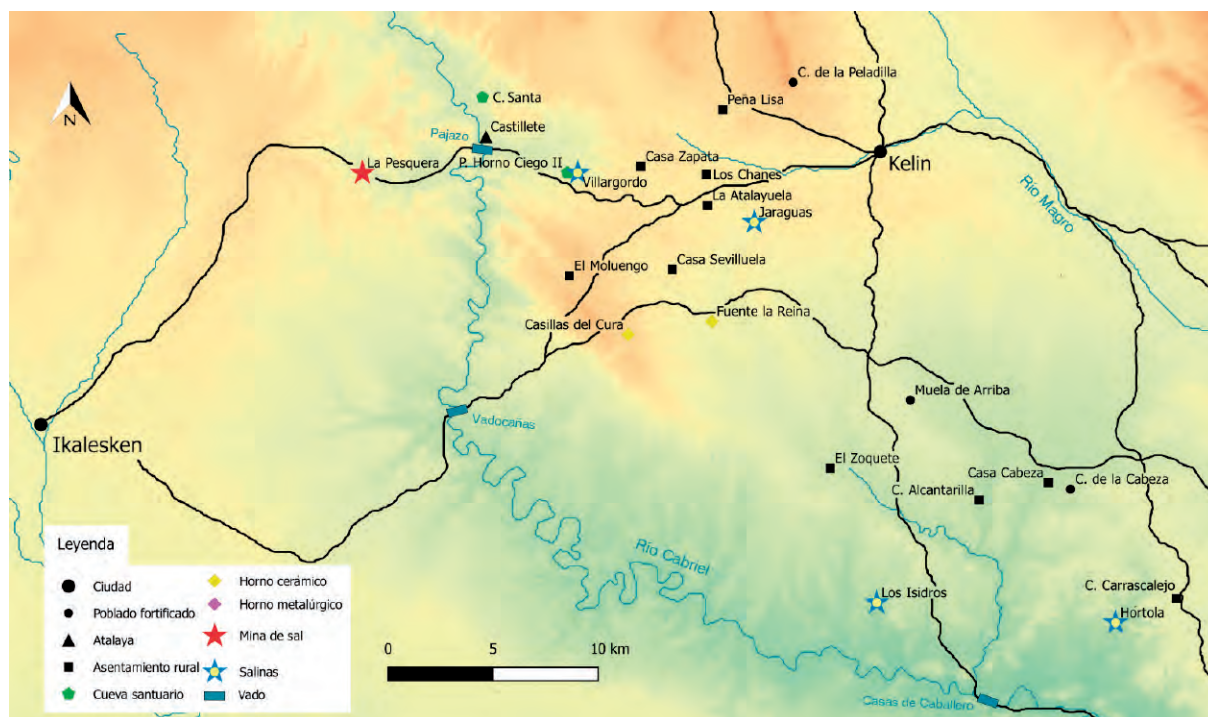 C. de la Peladilla
C. Santa
Peña Lisa
N
Castillete
Pajazo
Kelin
La Pesquera
P. Horno Ciego II
Casa Zapata
Los Chanes
Villargordo
Río Magro
La Atalayuela
Jaraguas
El Moluengo
Casa Sevilluela
Fuente la Reina
Casillas del Cura
Muela de Arriba
Vadocañas
Ikalesken
El Zoquete
Casa Cabeza
C. de la Cabeza
C. Alcantarilla
Río Cabriel
Los Isidros
C. Carrascalejo
Hortola
Casas de Caballero
Leyenda
Ciudad
Poblado fortificado
Atalaya
Asentamiento rural
Cueva santuario
Horno cerámico
Horno metalúrgico
Mina de sal
Salinas
Vado
0 5 10 km